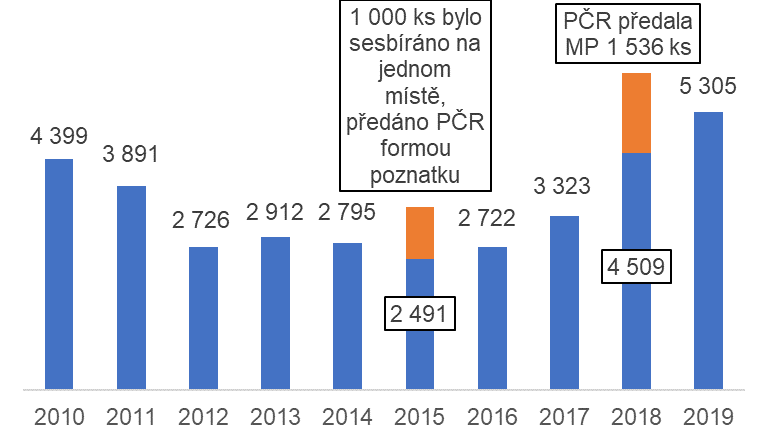 1 000 ks bylo
sesbíráno na
jednom
místě,
předáno PČR
formou
poznatku
PČR předala
MP 1 536 ks
4 399
3 891
2 726
2 912
2 795
2 491
2 722
3 323
4 509
5 305
2010 2011 2012 2013 2014 2015 2016 2017 2018 2019